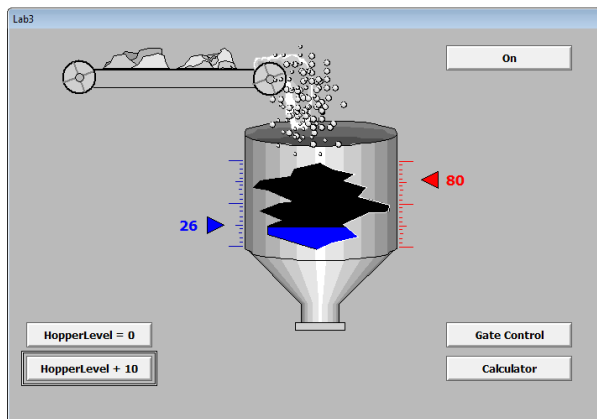 Lab3
On
80
26
HopperLevel = 0
Gate Control
HopperLevel + 10
Calculator